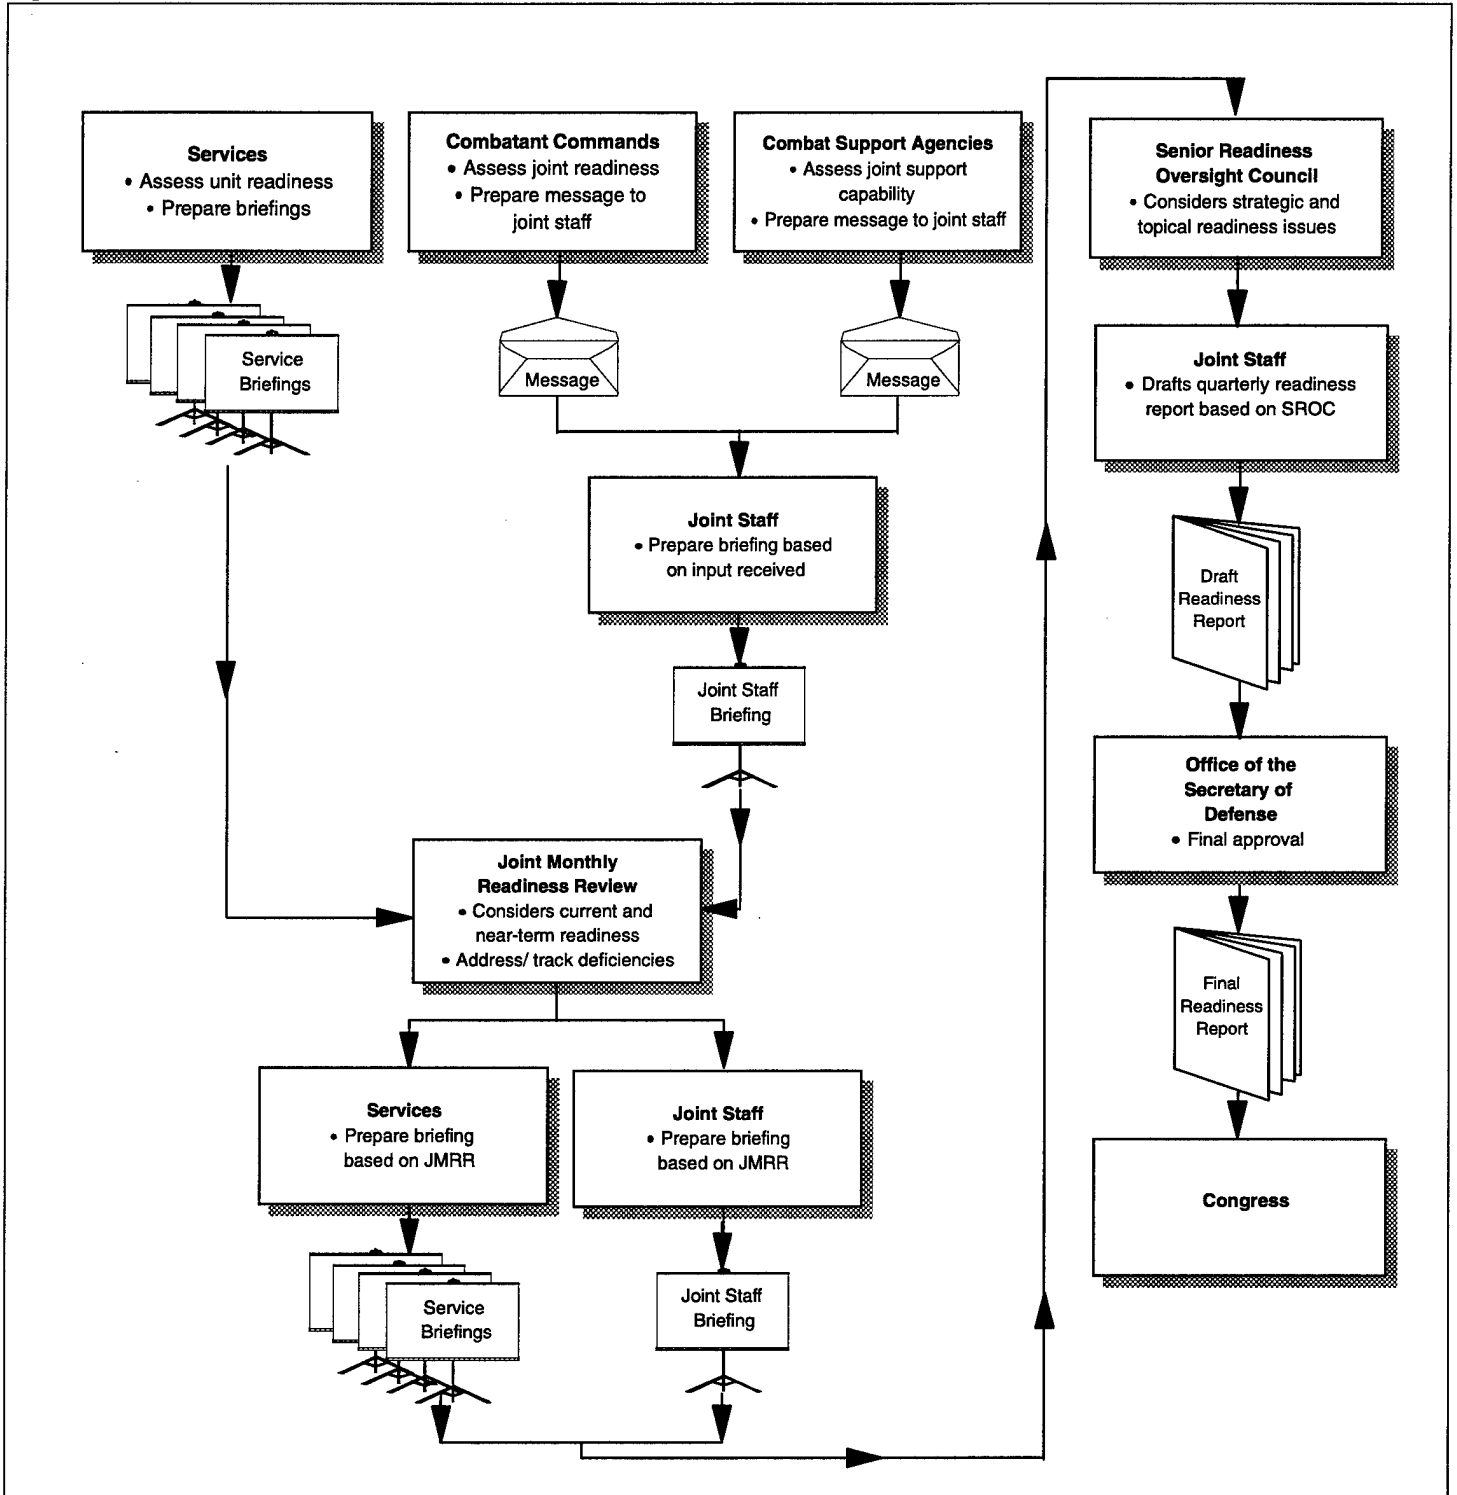 Services
• Assess unit readiness
• Prepare briefings
Combatant Commands
• Assess joint readiness
• Prepare message to
joint staff
Combat Support Agencies
• Assess joint support
capability
• Prepare message to joint staff
Service
Briefings
Message
Message
Joint Staff
• Prepare briefing based
on input received
Joint Staff
Briefing
Joint Monthly
Readiness Review
• Considers current and
near-term readiness
• Address/ track deficiencies
Services
• Prepare briefing
based on JMRR
Joint Staff
• Prepare briefing
based on JMRR
Service
Briefings
Joint Staff
Briefing
Senior Readiness
Oversight Council
• Considers strategic and
topical readiness issues
Joint Staff
• Drafts quarterly readiness
report based on SROC
Draft
Readiness
Report
Office of the
Secretary of
Defense
• Final approval
Final
Readiness
Report
Congress